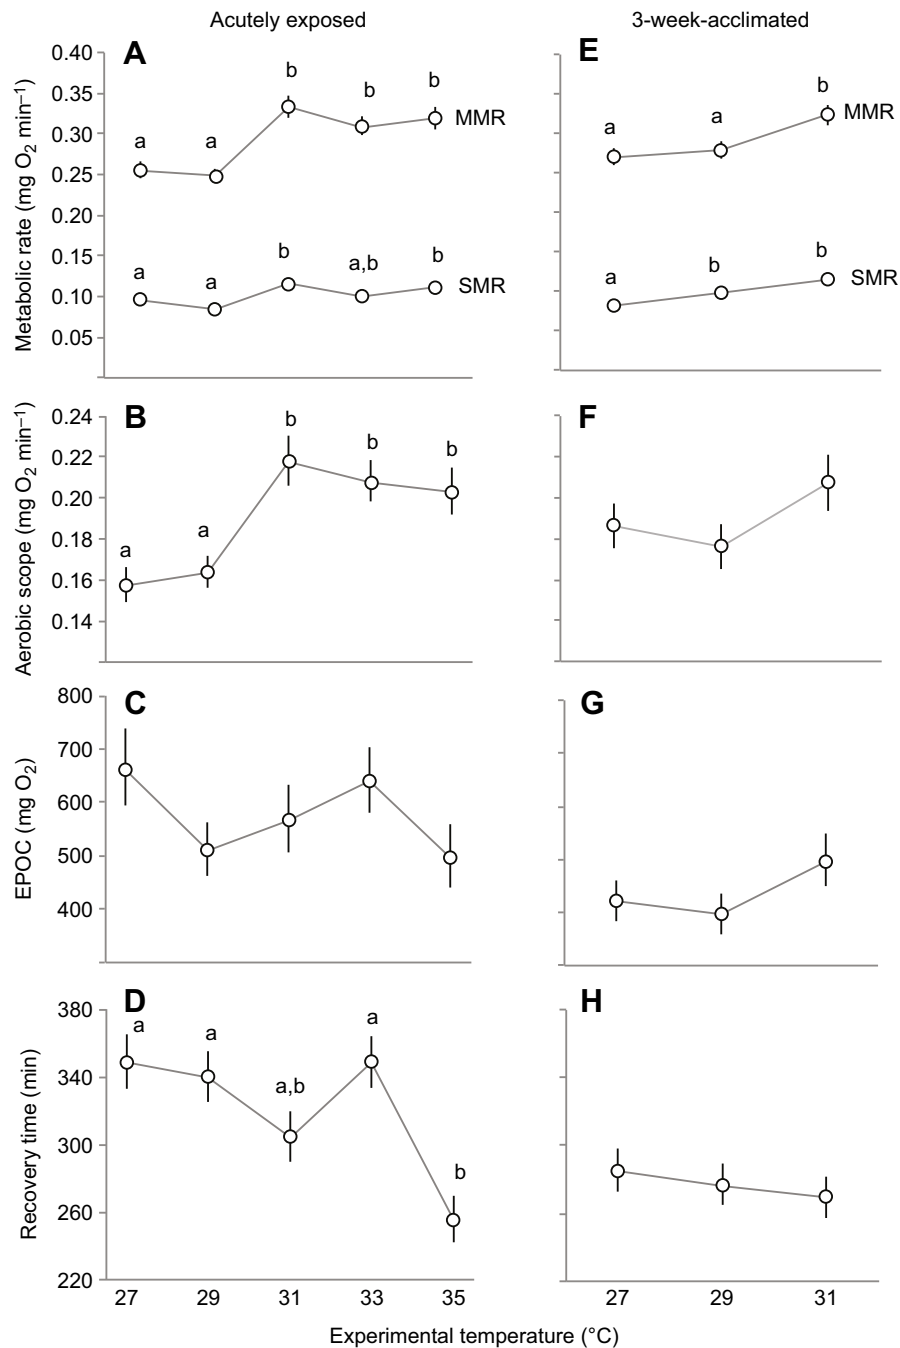 Acutely exposed
3-week-acclimated
A
E
Metabolic rate (mg O2 min–1)
0.40
0.35
0.30
0.25
0.20
0.15
0.10
0.05
a
a
b
b
b
MMR
a
a
b
a,b
b
SMR
a
a
b
MMR
a
b
b
SMR
B
F
Aerobic scope (mg O2 min–1)
0.24
0.22
0.20
0.18
0.16
0.14
a
a
b
b
b
C
G
EPOC (mg O2)
800
700
600
500
400
D
H
Recovery time (min)
380
340
300
260
220
a
a
a,b
a
b
27 29 31 33 35
27 29 31
Experimental temperature (°C)